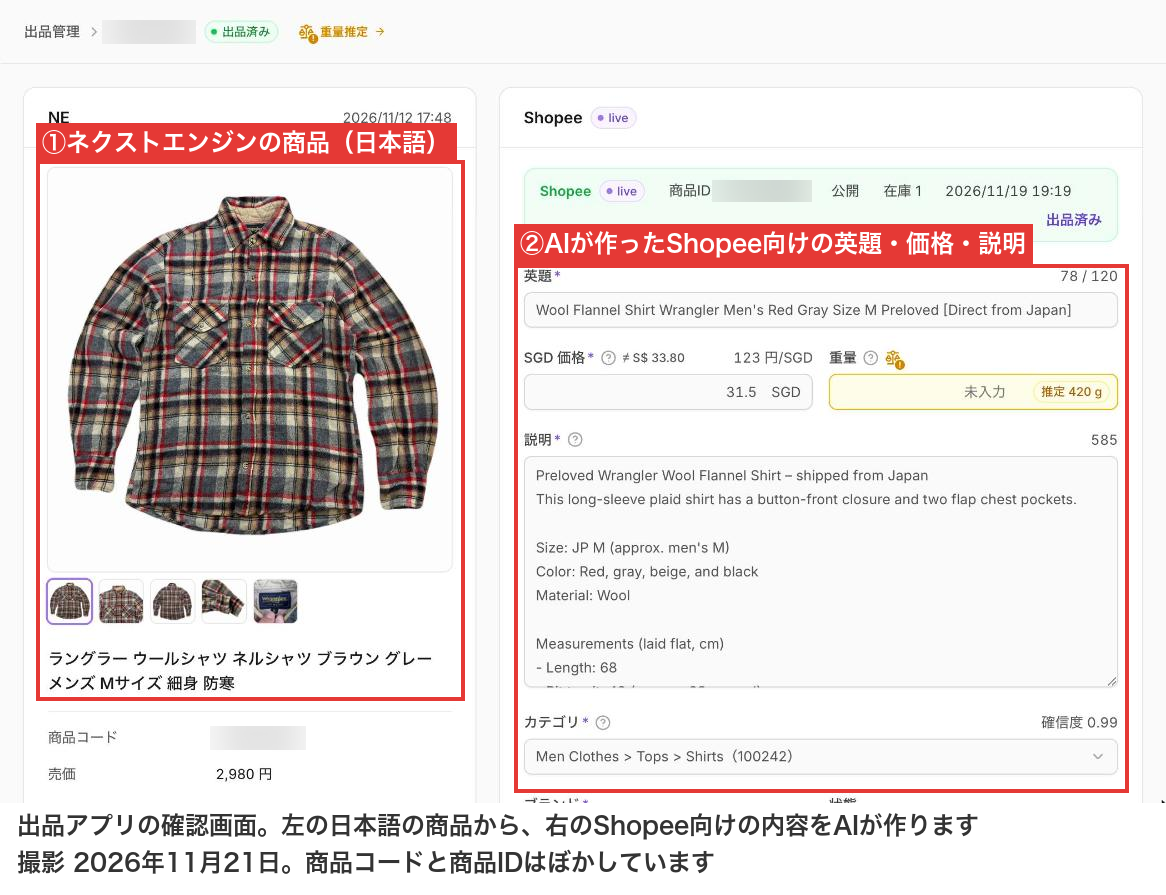 出品管理 > 出品済み 重量推定 →
NE 2026/11/12 17:48
①ネクストエンジンの商品（日本語）
ラングラー ウールシャツ ネルシャツ ブラウン グレー
メンズ Mサイズ 細身 防寒
商品コード
売価 2,980 円
Shopee live
Shopee live 商品ID 公開 在庫 1 2026/11/19 19:19
出品済み
②AIが作ったShopee向けの英題・価格・説明
英題* 78 / 120
Wool Flannel Shirt Wrangler Men's Red Gray Size M Preloved [Direct from Japan]
SGD 価格* ? ≠ S$ 33.80 123 円/SGD 重量 ?
31.5 SGD 未入力 推定 420 g
説明* ? 585
Preloved Wrangler Wool Flannel Shirt – shipped from Japan
This long-sleeve plaid shirt has a button-front closure and two flap chest pockets.
Size: JP M (approx. men's M)
Color: Red, gray, beige, and black
Material: Wool
Measurements (laid flat, cm)
- Length: 68
カテゴリ* ? 確信度 0.99
Men Clothes > Tops > Shirts（100242）
ブランド* 状態
出品アプリの確認画面。左の日本語の商品から、右のShopee向けの内容をAIが作ります
撮影 2026年11月21日。商品コードと商品IDはぼかしています